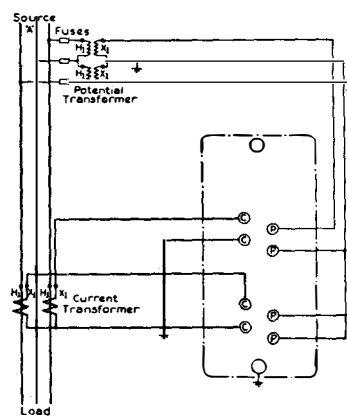 Source
"A"
Fuses
H1 X1
H1 X1
Potential
Transformer
C
P
C
P
H1 X1 H1 X1
Current
Transformer
C
P
C
P
Load